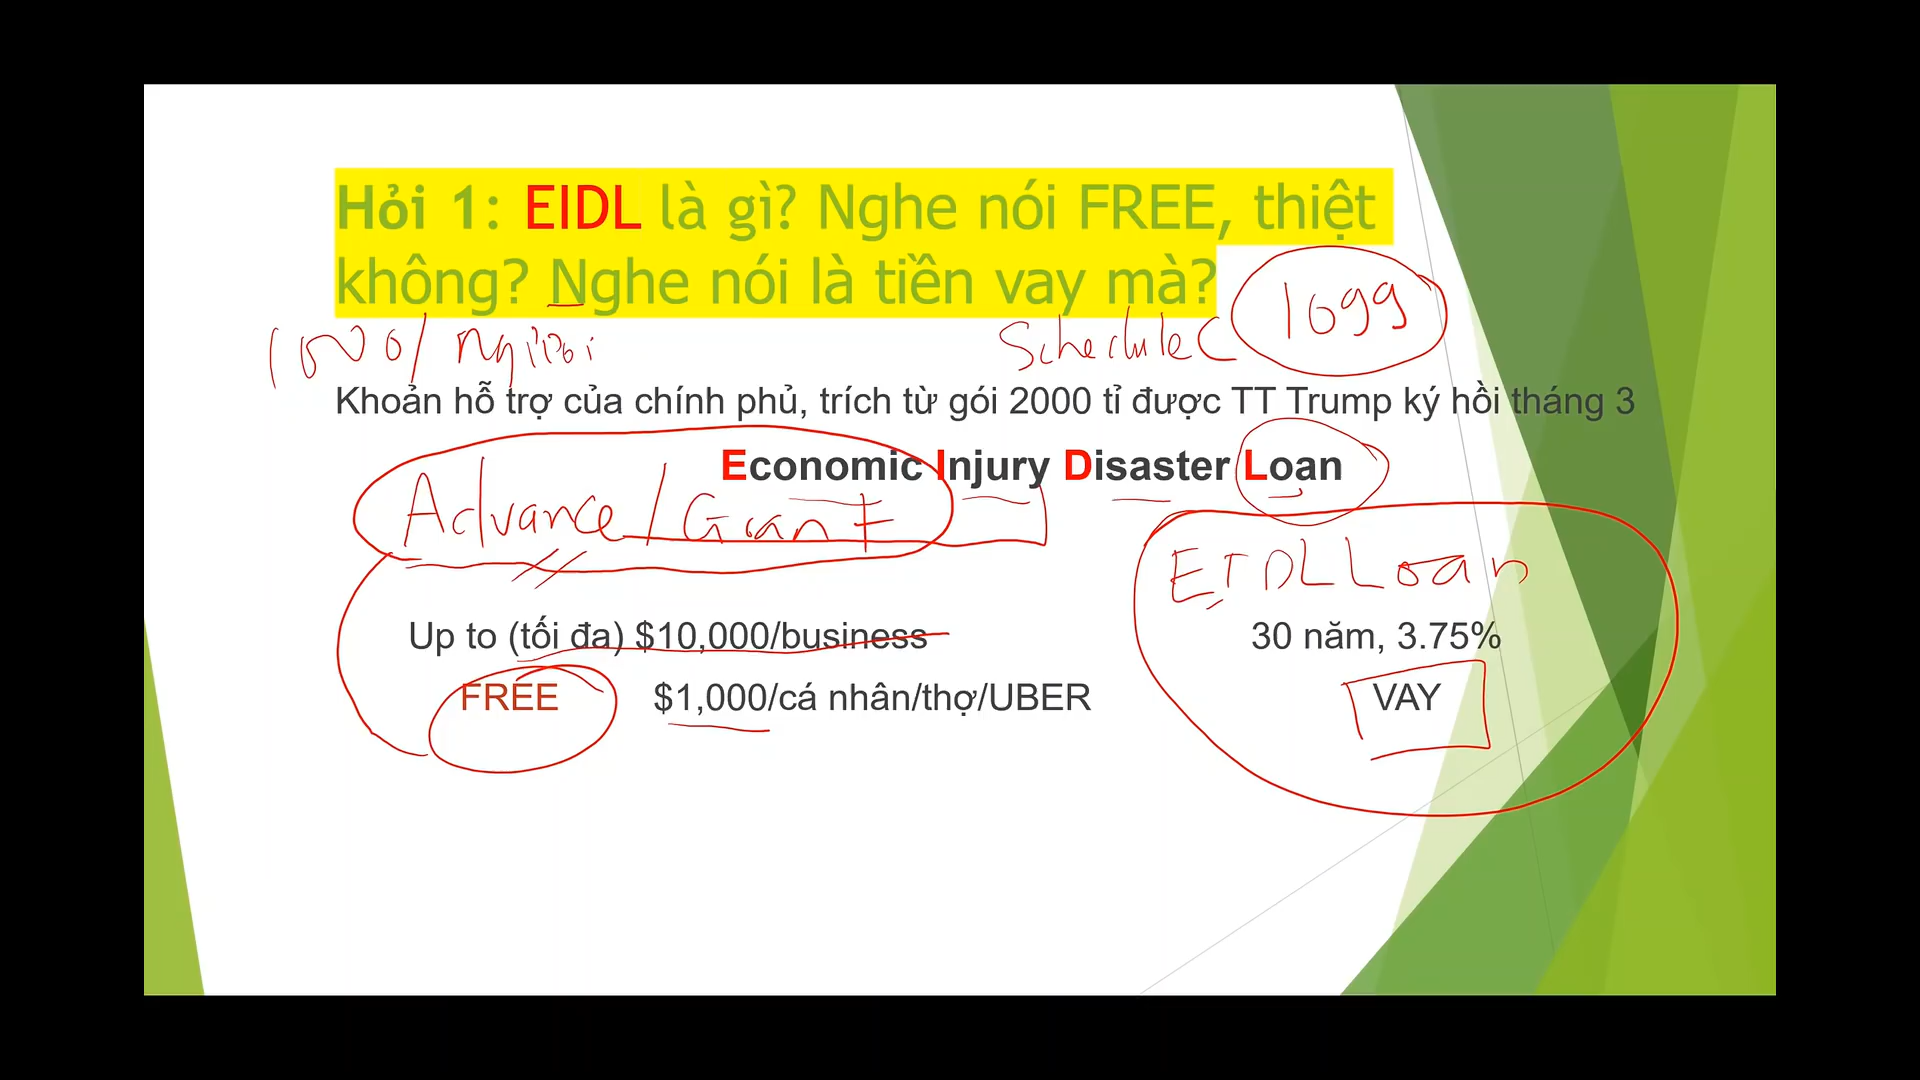 Hỏi 1: EIDL là gì? Nghe nói FREE, thiệt
không? Nghe nói là tiền vay mà?
1099
1000/người
Schedule C
Khoản hỗ trợ của chính phủ, trích từ gói 2000 tỉ được TT Trump ký hồi tháng 3
Economic Injury Disaster Loan
Advance/Grant
EIDL Loan
Up to (tối đa) $10,000/business
30 năm, 3.75%
FREE
$1,000/cá nhân/thợ/UBER
VAY